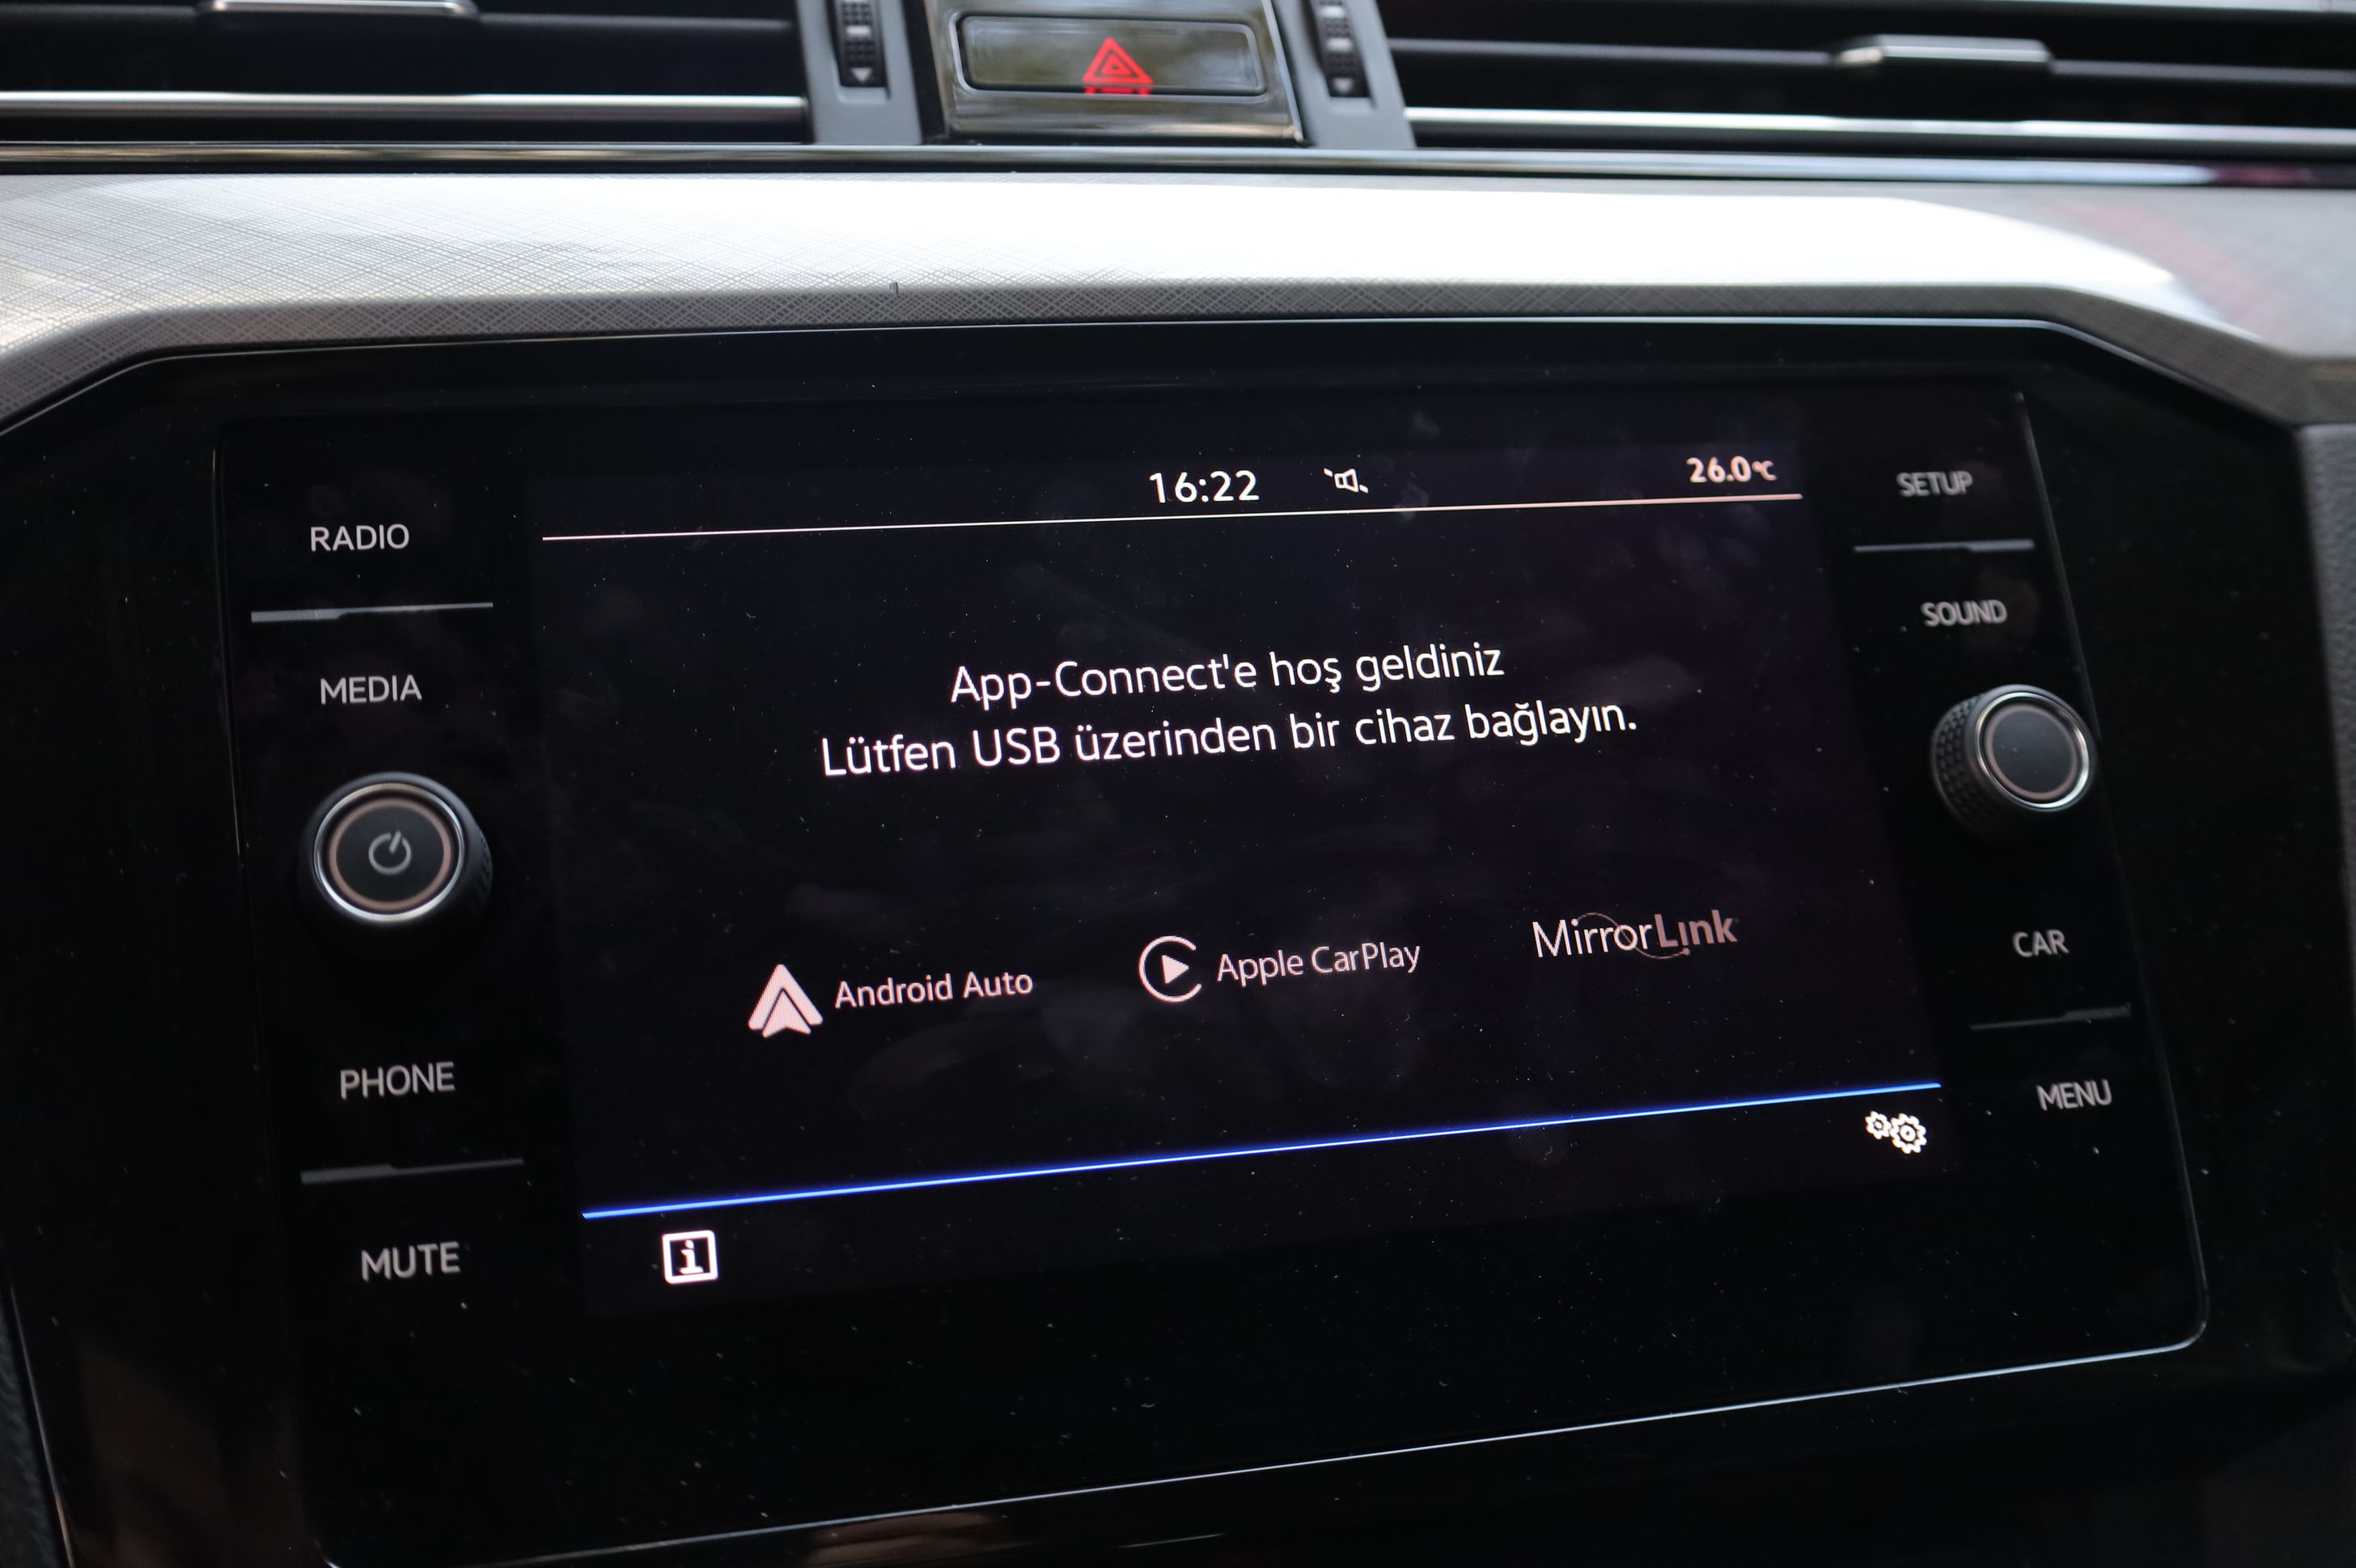 16:22
26.0°C
SETUP
RADIO
SOUND
MEDIA
App-Connect'e hoş geldiniz
Lütfen USB üzerinden bir cihaz bağlayın.
Android Auto
Apple CarPlay
MirrorLink
CAR
PHONE
MENU
MUTE